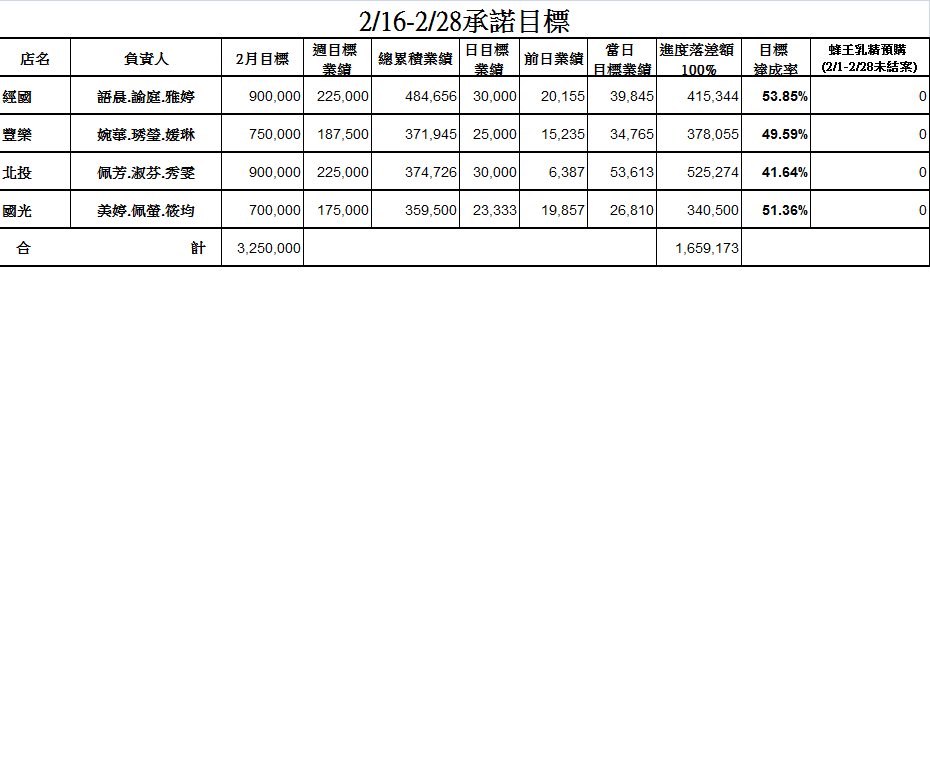 2/16-2/28承諾目標
店名 負責人 2月目標 週目標業績 總累積業績 日目標業績 前日業績 當日目標業績 進度落差額100% 目標達成率 蜂王乳精預購(2/1-2/28未結案)
經國 語晨.諭庭.雅婷 900,000 225,000 484,656 30,000 20,155 39,845 415,344 53.85% 0
豐樂 婉華.琇瑩.媛琳 750,000 187,500 371,945 25,000 15,235 34,765 378,055 49.59% 0
北投 佩芳.淑芬.秀雯 900,000 225,000 374,726 30,000 6,387 53,613 525,274 41.64% 0
國光 美婷.佩螢.筱均 700,000 175,000 359,500 23,333 19,857 26,810 340,500 51.36% 0
合計 3,250,000 1,659,173